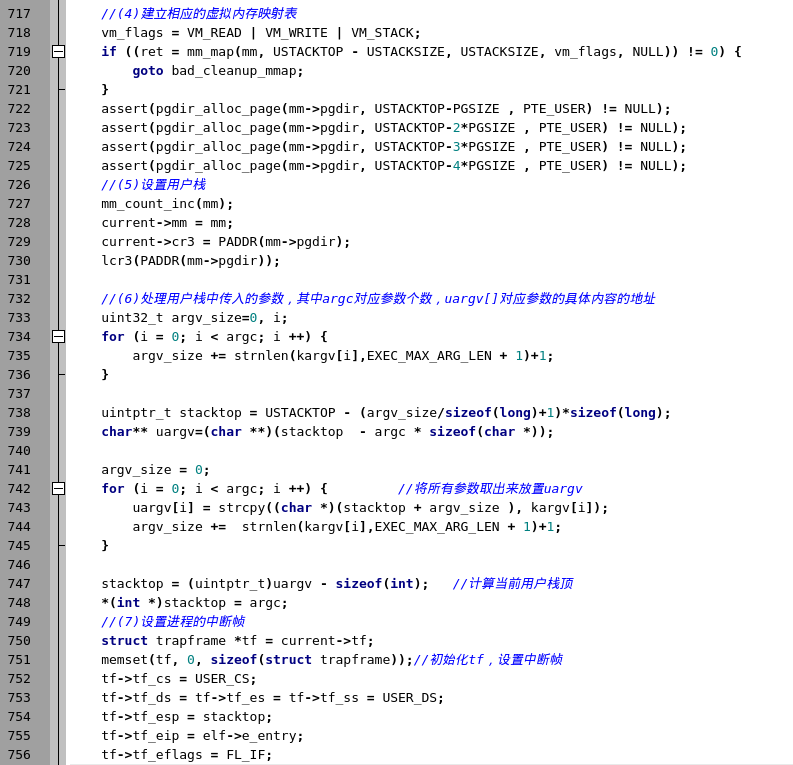 717 //(4)建立相应的虚拟内存映射表
718 vm_flags = VM_READ | VM_WRITE | VM_STACK;
719 if ((ret = mm_map(mm, USTACKTOP - USTACKSIZE, USTACKSIZE, vm_flags, NULL)) != 0) {
720 goto bad_cleanup_mmap;
721 }
722 assert(pgdir_alloc_page(mm->pgdir, USTACKTOP-PGSIZE , PTE_USER) != NULL);
723 assert(pgdir_alloc_page(mm->pgdir, USTACKTOP-2*PGSIZE , PTE_USER) != NULL);
724 assert(pgdir_alloc_page(mm->pgdir, USTACKTOP-3*PGSIZE , PTE_USER) != NULL);
725 assert(pgdir_alloc_page(mm->pgdir, USTACKTOP-4*PGSIZE , PTE_USER) != NULL);
726 //(5)设置用户栈
727 mm_count_inc(mm);
728 current->mm = mm;
729 current->cr3 = PADDR(mm->pgdir);
730 lcr3(PADDR(mm->pgdir));
731
732 //(6)处理用户栈中传入的参数，其中argc对应参数个数，uargv[]对应参数的具体内容的地址
733 uint32_t argv_size=0, i;
734 for (i = 0; i < argc; i ++) {
735 argv_size += strnlen(kargv[i],EXEC_MAX_ARG_LEN + 1)+1;
736 }
737
738 uintptr_t stacktop = USTACKTOP - (argv_size/sizeof(long)+1)*sizeof(long);
739 char** uargv=(char **)(stacktop  - argc * sizeof(char *));
740
741 argv_size = 0;
742 for (i = 0; i < argc; i ++) {         //将所有参数取出来放置uargv
743 uargv[i] = strcpy((char *)(stacktop + argv_size ), kargv[i]);
744 argv_size +=  strnlen(kargv[i],EXEC_MAX_ARG_LEN + 1)+1;
745 }
746
747 stacktop = (uintptr_t)uargv - sizeof(int);   //计算当前用户栈顶
748 *(int *)stacktop = argc;
749 //(7)设置进程的中断帧
750 struct trapframe *tf = current->tf;
751 memset(tf, 0, sizeof(struct trapframe));//初始化tf，设置中断帧
752 tf->tf_cs = USER_CS;
753 tf->tf_ds = tf->tf_es = tf->tf_ss = USER_DS;
754 tf->tf_esp = stacktop;
755 tf->tf_eip = elf->e_entry;
756 tf->tf_eflags = FL_IF;